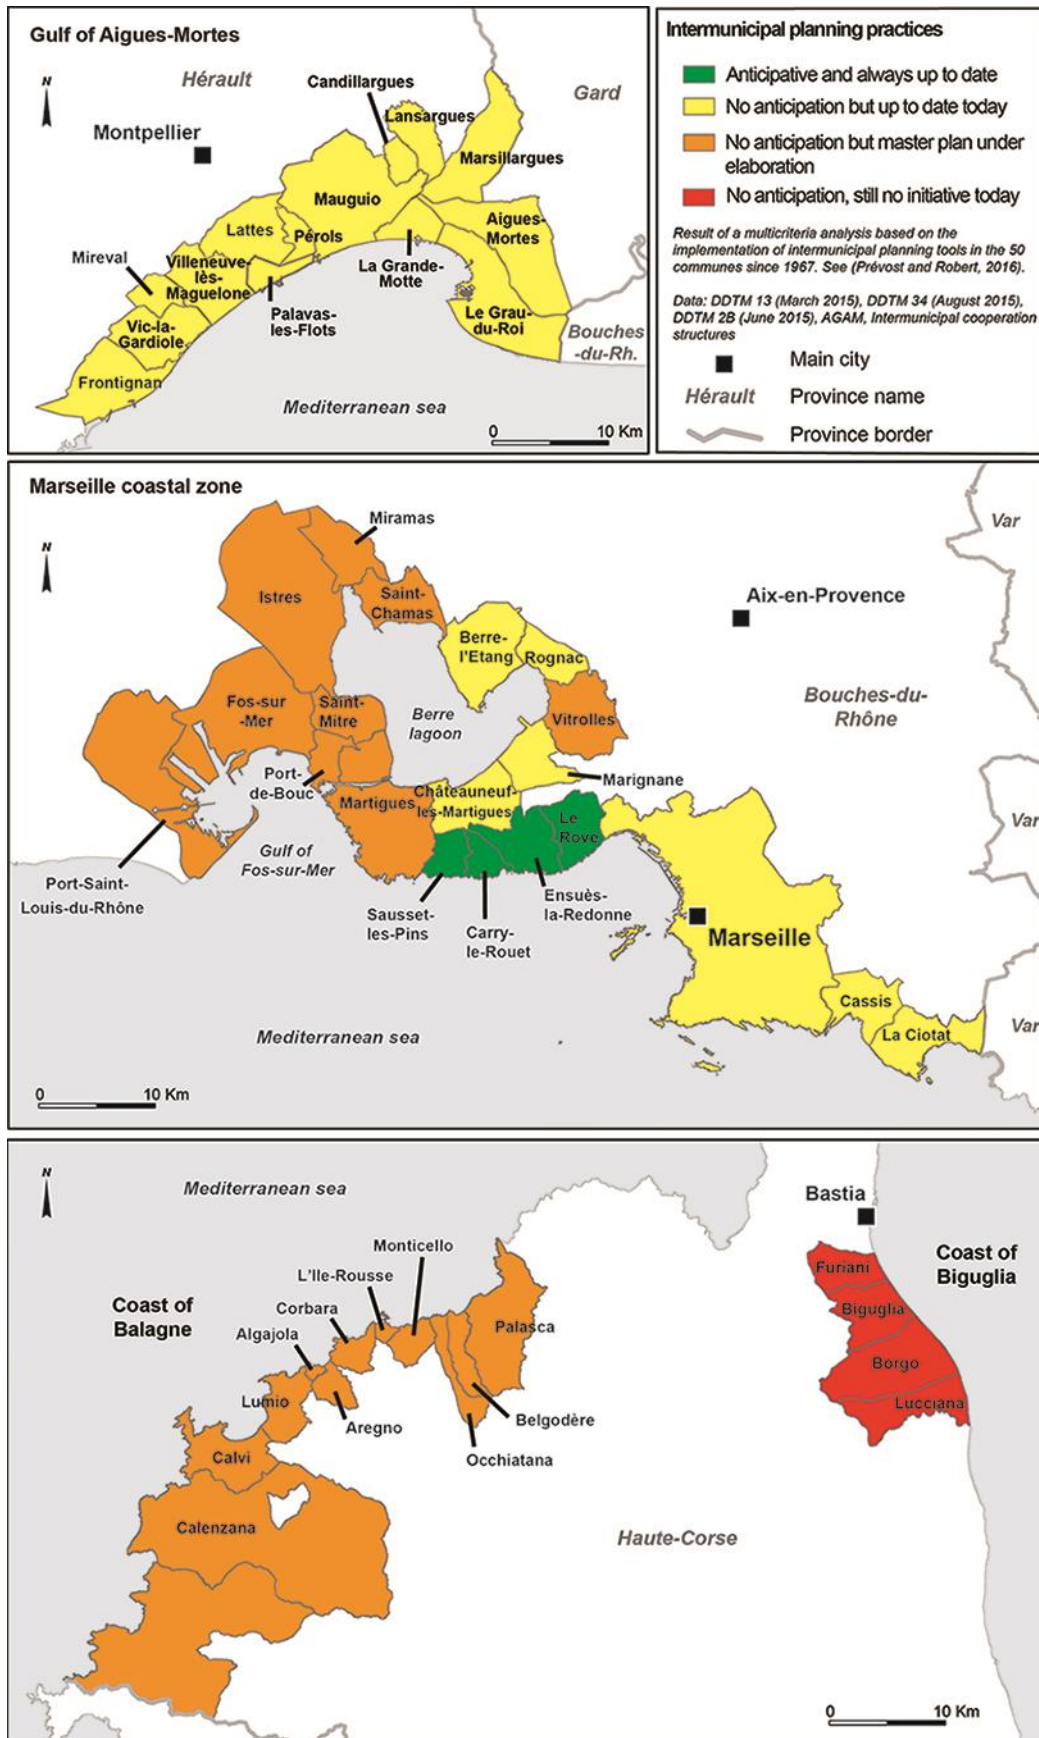 Gulf of Aigues-Mortes
N
Hérault
Candillargues
Gard
Lansargues
Montpellier
Marsillargues
Mauguio
Lattes
Aigues-
Mortes
Pérols
Mireval
Villeneuve-
lès-
Maguelone
La Grande-
Motte
Palavas-
les-Flots
Le Grau-
du-Roi
Vic-la-
Gardiole
Bouches
-du-Rh.
Frontignan
Mediterranean sea
0 10 Km
Intermunicipal planning practices
Anticipative and always up to date
No anticipation but up to date today
No anticipation but master plan under
elaboration
No anticipation, still no initiative today
Result of a multicriteria analysis based on the
implementation of intermunicipal planning tools in the 50
communes since 1967. See (Prévost and Robert, 2016).
Data: DDTM 13 (March 2015), DDTM 34 (August 2015),
DDTM 2B (June 2015), AGAM, Intermunicipal cooperation
structures
Main city
Hérault Province name
Province border
Marseille coastal zone
N
Miramas
Var
Istres
Saint-
Chamas
Aix-en-Provence
Berre-
l'Etang
Rognac
Bouches-du-
Rhône
Fos-sur
-Mer
Saint-
Mitre
Berre
lagoon
Vitrolles
Port-
de-Bouc
Marignane
Martigues
Châteauneuf-
les-Martigues
Le
Rove
Var
Gulf of
Fos-sur-Mer
Port-Saint-
Louis-du-Rhône
Sausset-
les-Pins
Carry-
le-Rouet
Ensuès-
la-Redonne
Marseille
Cassis
La Ciotat
Var
Mediterranean sea
0 10 Km
N
Mediterranean sea
Bastia
Monticello
L'Ile-Rousse
Coast of
Biguglia
Furiani
Coast of
Balagne
Corbara
Biguglia
Algajola
Palasca
Borgo
Lumio
Lucciana
Aregno
Belgodère
Occhiatana
Calvi
Calenzana
Haute-Corse
0 10 Km